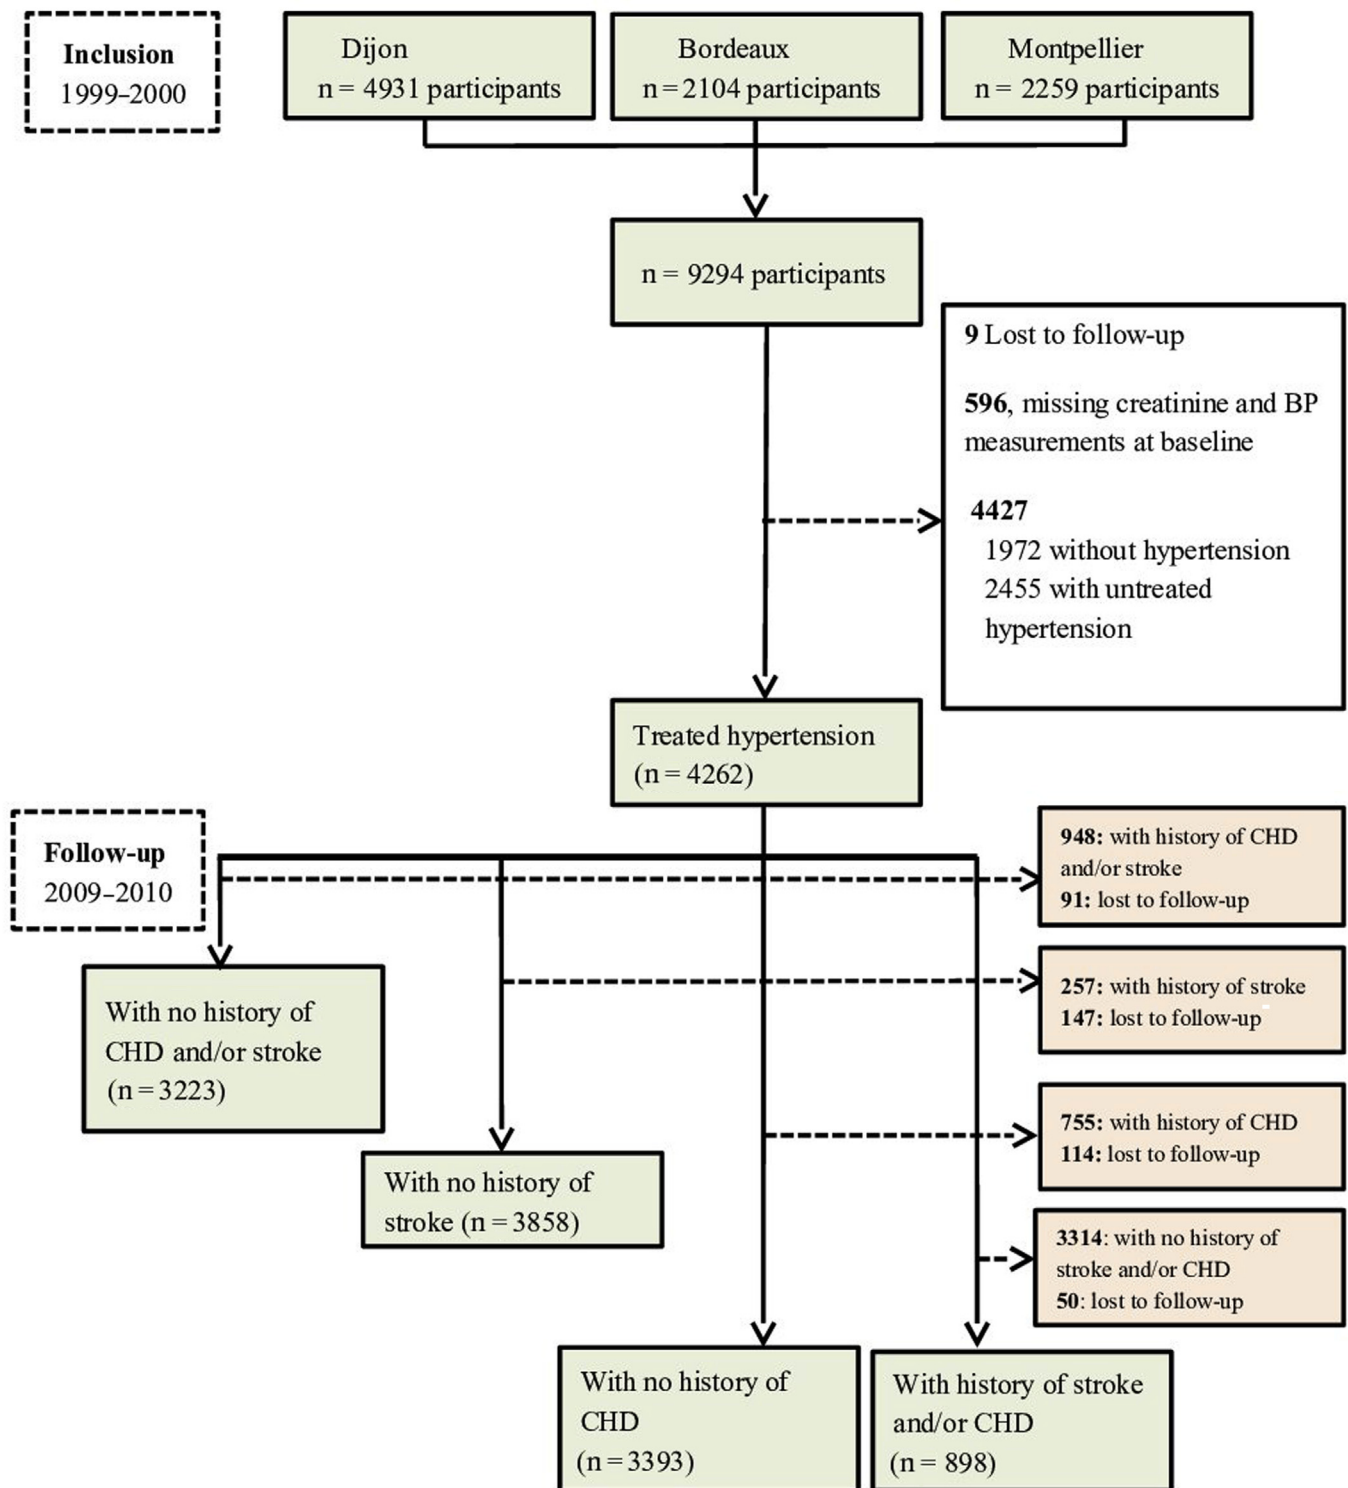 Inclusion
1999–2000
Dijon
n = 4931 participants
Bordeaux
n = 2104 participants
Montpellier
n = 2259 participants
n = 9294 participants
9 Lost to follow-up
596, missing creatinine and BP
measurements at baseline
4427
1972 without hypertension
2455 with untreated
hypertension
Treated hypertension
(n = 4262)
Follow-up
2009–2010
948: with history of CHD
and/or stroke
91: lost to follow-up
With no history of
CHD and/or stroke
(n = 3223)
257: with history of stroke
147: lost to follow-up
With no history of
stroke (n = 3858)
755: with history of CHD
114: lost to follow-up
3314: with no history of
stroke and/or CHD
50: lost to follow-up
With no history of
CHD
(n = 3393)
With history of stroke
and/or CHD
(n = 898)